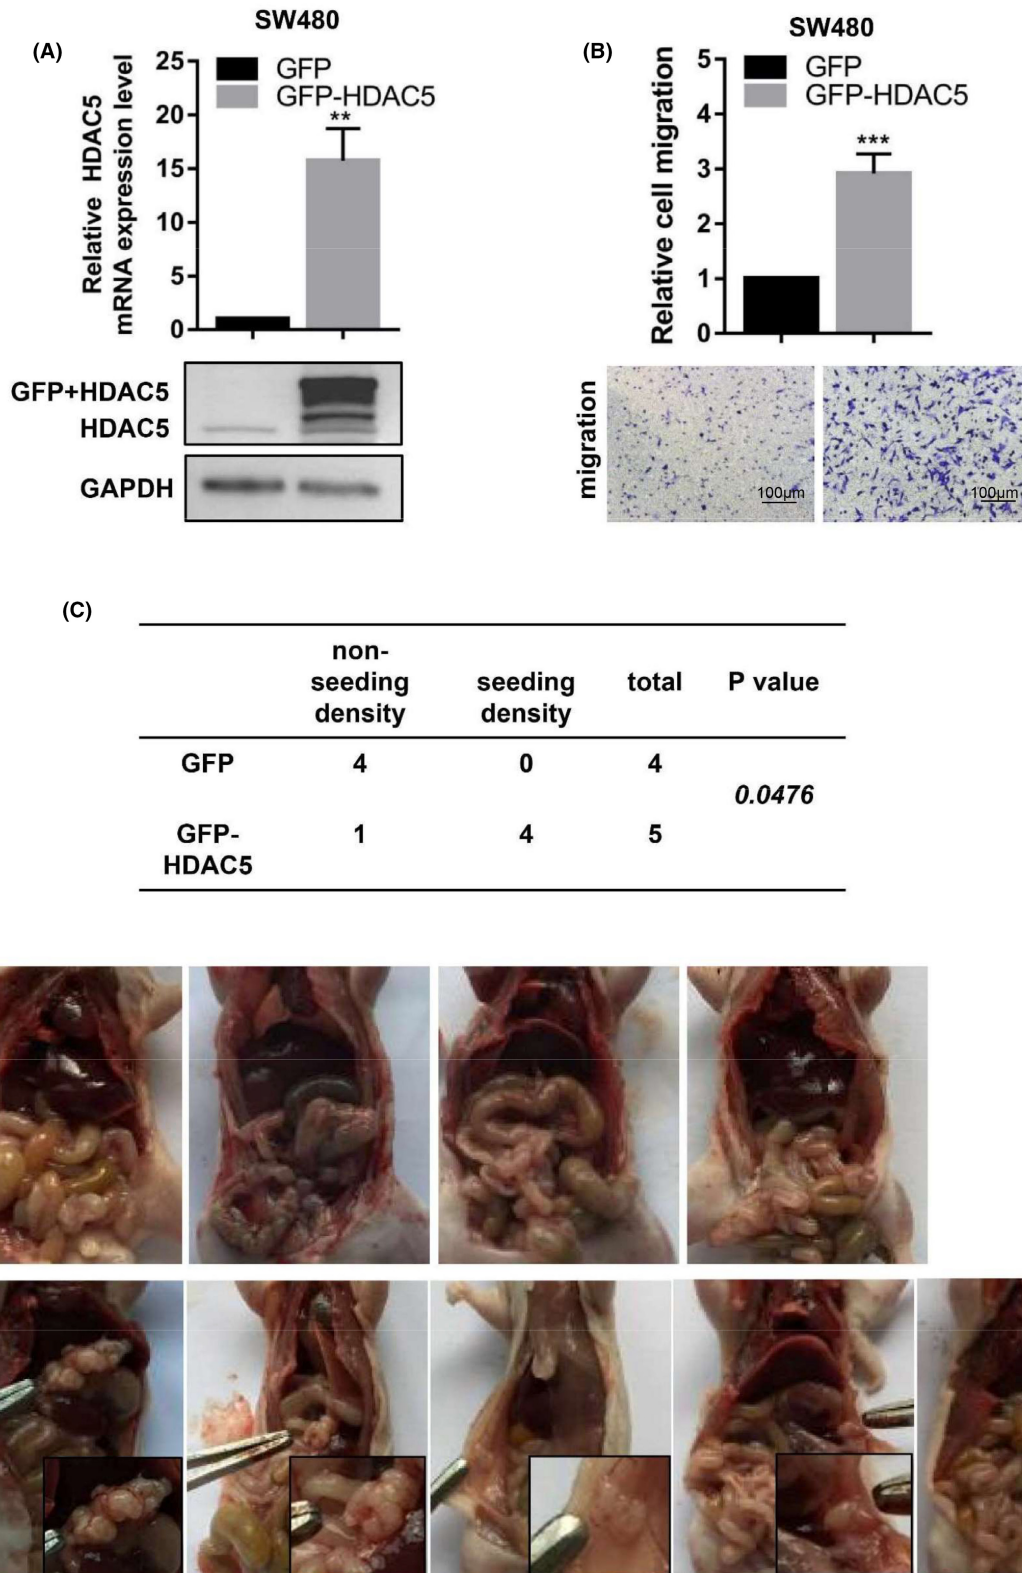 (A)
SW480
GFP
GFP-HDAC5
**
Relative HDAC5
mRNA expression level
25
20
15
10
5
0
GFP+HDAC5
HDAC5
GAPDH
(B)
SW480
GFP
GFP-HDAC5
***
Relative cell migration
5
4
3
2
1
0
migration
100µm
100µm
(C)
non-
seeding
density
seeding
density
total
P value
GFP
4
0
4
0.0476
GFP-
HDAC5
1
4
5